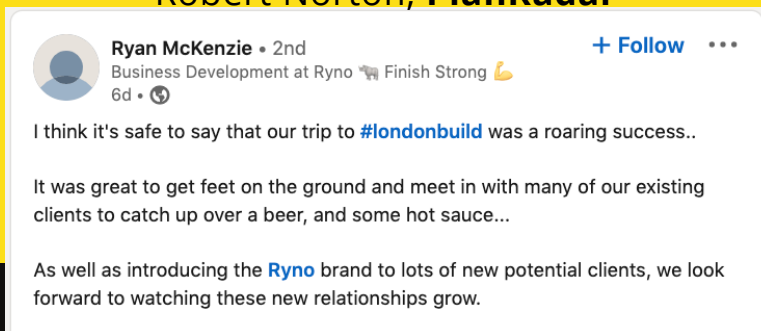 Robert Norton, PlanRadar
Ryan McKenzie • 2nd
+ Follow •••
Business Development at Ryno 🐃 Finish Strong 💪
6d •
I think it's safe to say that our trip to #londonbuild was a roaring success..
It was great to get feet on the ground and meet in with many of our existing
clients to catch up over a beer, and some hot sauce...
As well as introducing the Ryno brand to lots of new potential clients, we look
forward to watching these new relationships grow.